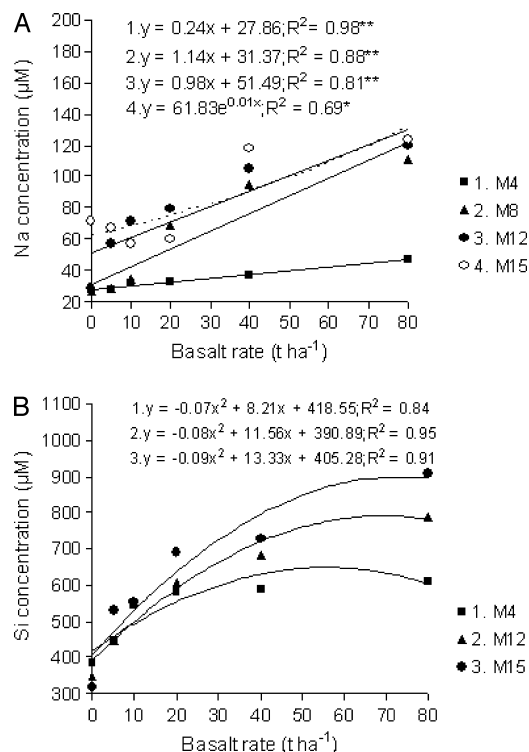 A
1.y = 0.24x + 27.86;R² = 0.98**
2.y = 1.14x + 31.37;R² = 0.88**
3.y = 0.98x + 51.49;R² = 0.81**
4.y = 61.83e^0.01x;R² = 0.69*
Na concentration (µM)
200
180
160
140
120
100
80
60
40
20
0 10 20 30 40 50 60 70 80
Basalt rate (t ha⁻¹)
1. M4
2. M8
3. M12
4. M15
B
1.y = -0.07x² + 8.21x + 418.55;R² = 0.84
2.y = -0.08x² + 11.56x + 390.89;R² = 0.95
3.y = -0.09x² + 13.33x + 405.28;R² = 0.91
Si concentration (µM)
1100
1000
900
800
700
600
500
400
300
0 10 20 30 40 50 60 70 80
Basalt rate (t ha⁻¹)
1. M4
2. M12
3. M15